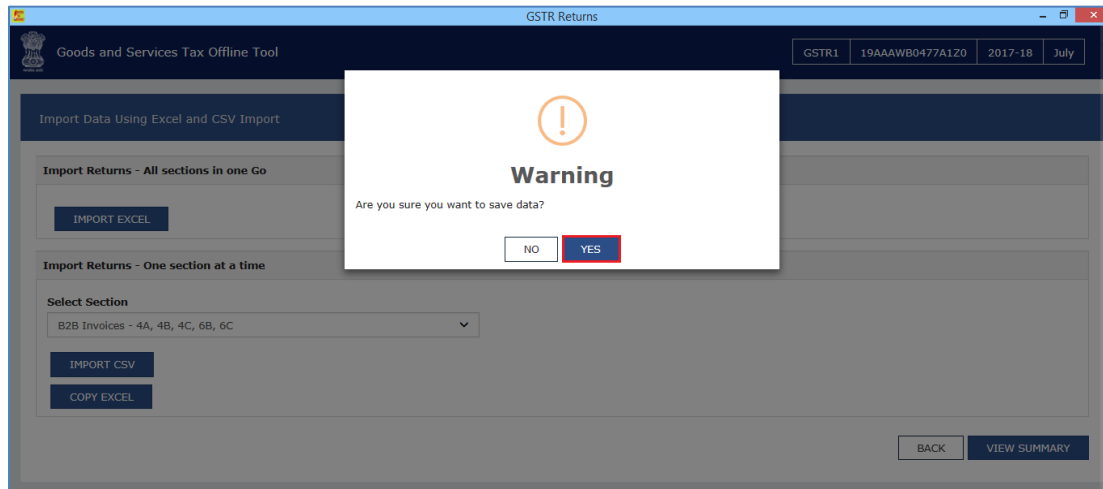 GSTR Returns
Goods and Services Tax Offline Tool
GSTR1 19AAAWB0477A1Z0 2017-18 July
Import Data Using Excel and CSV Import
Import Returns - All sections in one Go
IMPORT EXCEL
Warning
Are you sure you want to save data?
NO YES
Import Returns - One section at a time
Select Section
B2B Invoices - 4A, 4B, 4C, 6B, 6C
IMPORT CSV
COPY EXCEL
BACK VIEW SUMMARY